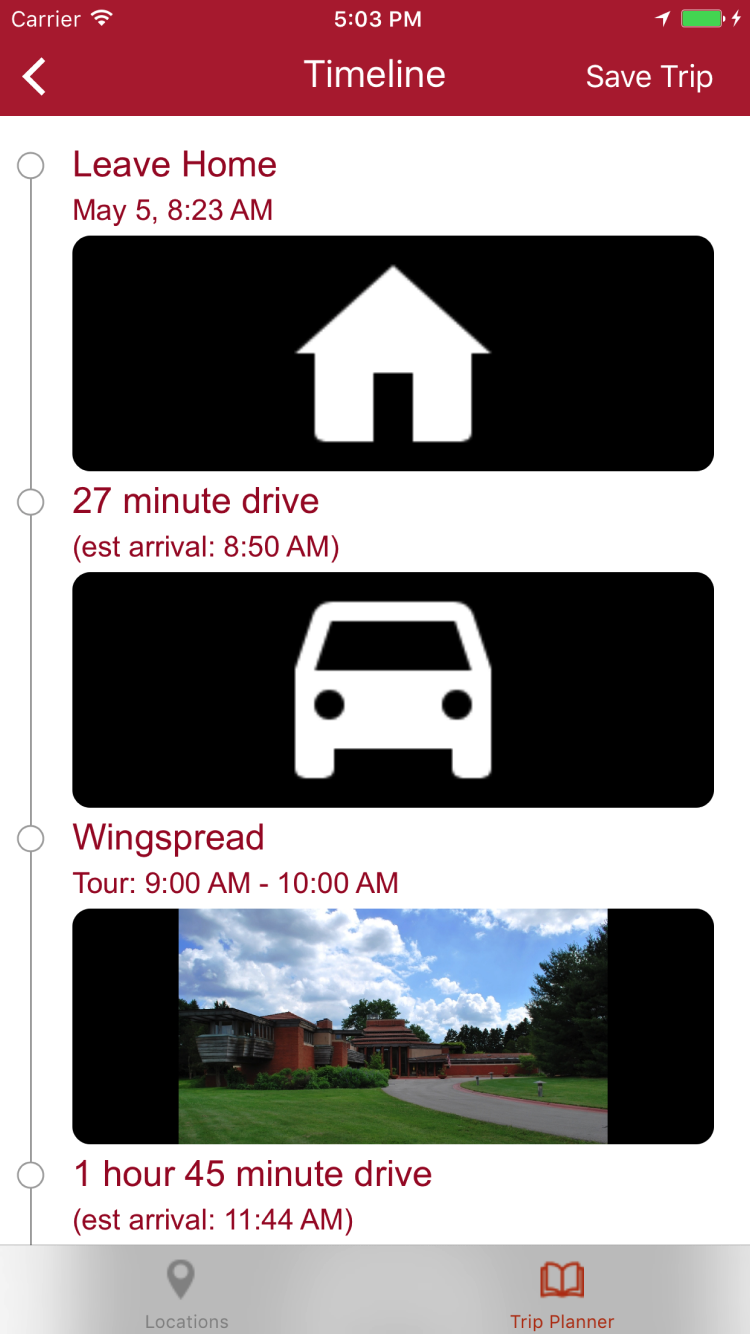 Carrier 5:03 PM
Timeline Save Trip
Leave Home
May 5, 8:23 AM
27 minute drive
(est arrival: 8:50 AM)
Wingspread
Tour: 9:00 AM - 10:00 AM
1 hour 45 minute drive
(est arrival: 11:44 AM)
Locations Trip Planner